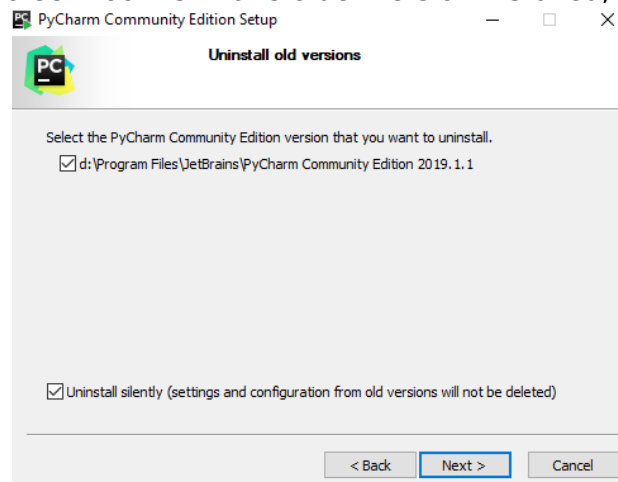 PyCharm Community Edition Setup
PC
Uninstall old versions
Select the PyCharm Community Edition version that you want to uninstall.
d:\Program Files\JetBrains\PyCharm Community Edition 2019.1.1
Uninstall silently (settings and configuration from old versions will not be deleted)
< Back Next > Cancel